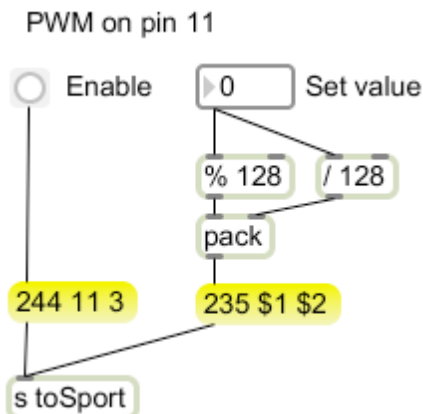 PWM on pin 11
Enable
0
Set value
% 128
/ 128
pack
244 11 3
235 $1 $2
s toSport